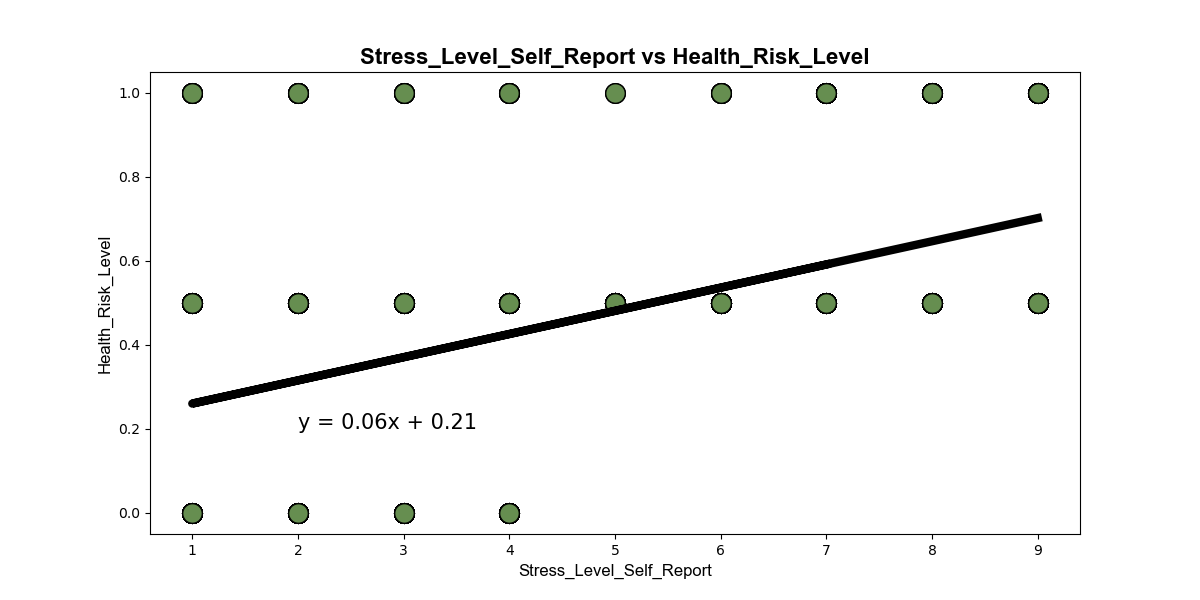 Stress_Level_Self_Report vs Health_Risk_Level
1.0
0.8
0.6
0.4
0.2
0.0
Health_Risk_Level
y = 0.06x + 0.21
1 2 3 4 5 6 7 8 9
Stress_Level_Self_Report